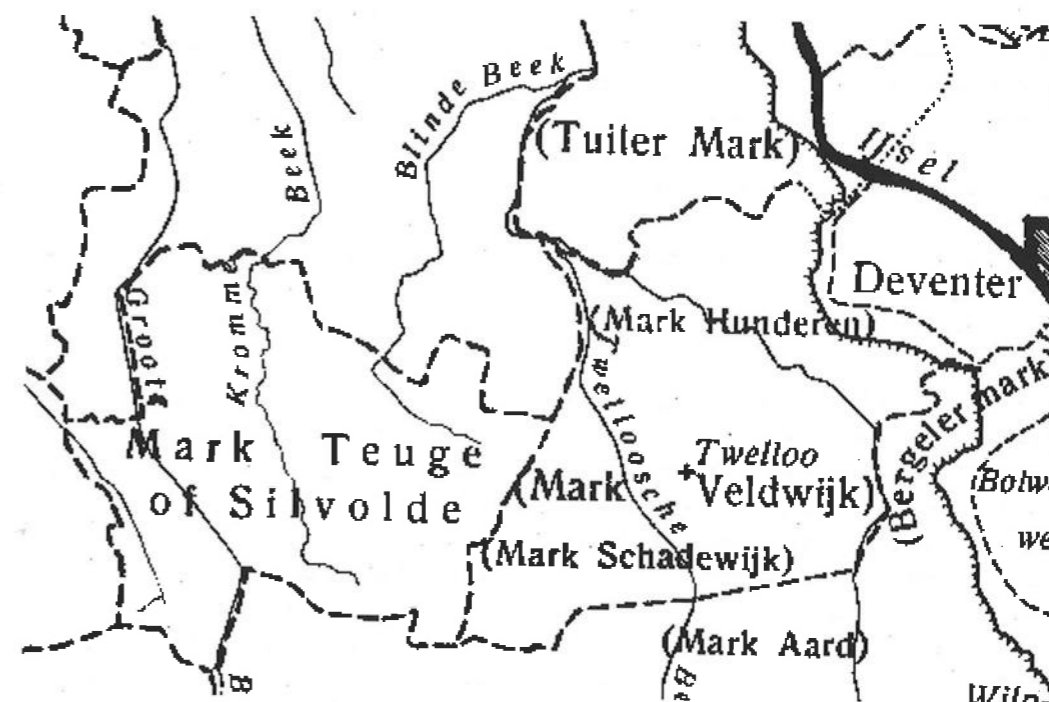 Blinde Beek
(Tuiler Mark)
IJsel
Beek
Deventer
Groote
Kromme
(Mark Hunderen)
Twelloosche
(Bergeler mark)
Mark Teuge
of Silvolde
Twelloo
(Mark Veldwijk)
(Mark Schadewijk)
(Mark Aard)